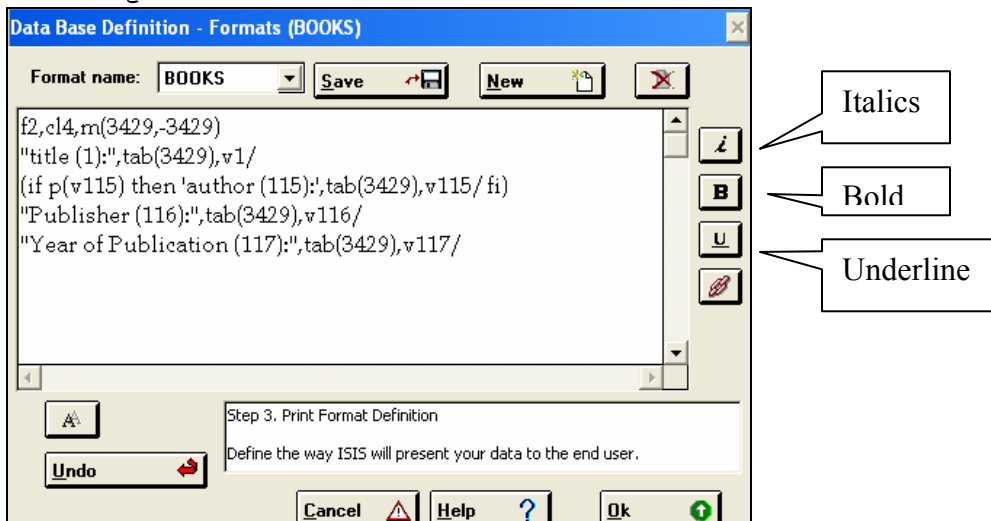 Data Base Definition - Formats (BOOKS)
Format name: BOOKS Save New
f2,cl4,m(3429,-3429)
"title (1):",tab(3429),v1/
(if p(v115) then 'author (115):',tab(3429),v115/ fi)
"Publisher (116):",tab(3429),v116/
"Year of Publication (117):",tab(3429),v117/
i
B
U
Italics
Bold
Underline
A
Step 3. Print Format Definition
Define the way ISIS will present your data to the end user.
Undo
Cancel Help ? Ok